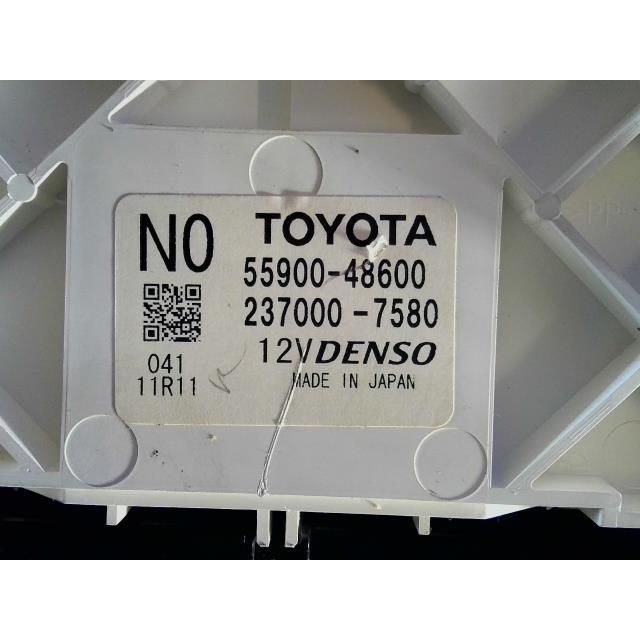 N0
TOYOTA
55900-48600
237000-7580
12V DENSO
041
11R11
MADE IN JAPAN